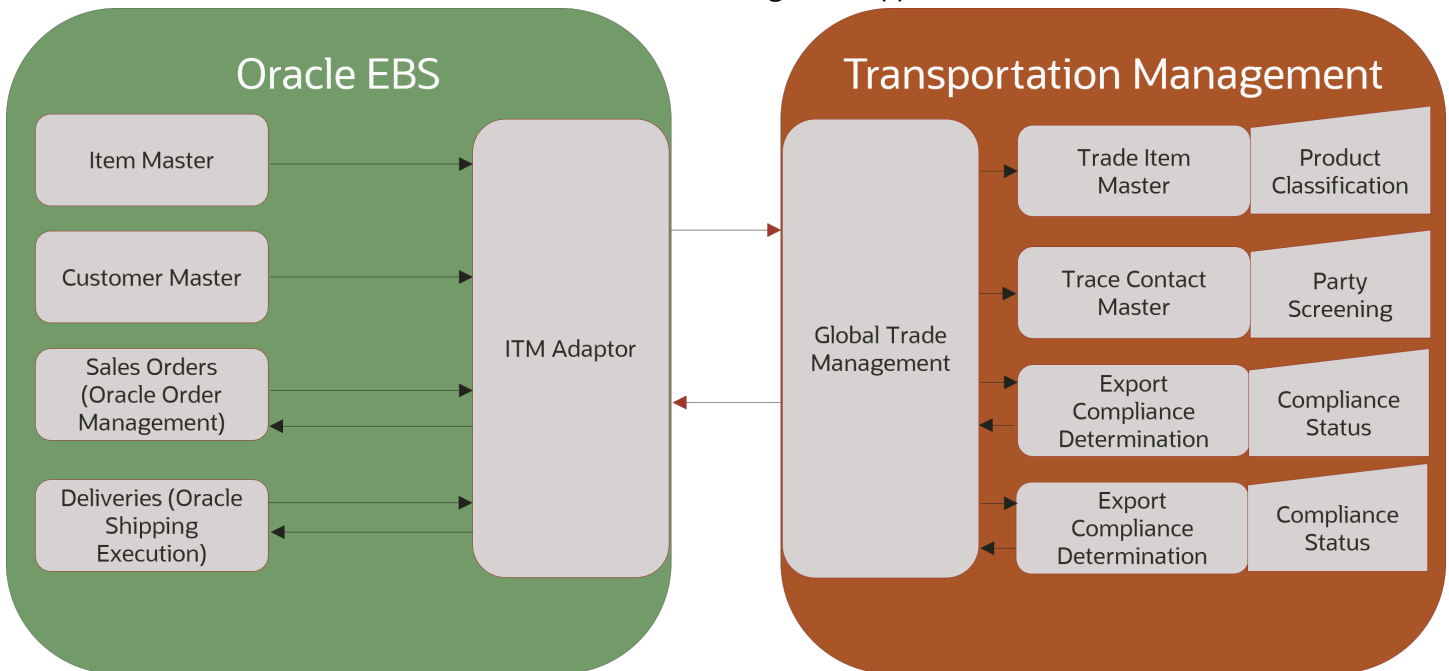 Oracle EBS
Item Master
Customer Master
Sales Orders
(Oracle Order
Management)
Deliveries (Oracle
Shipping
Execution)
ITM Adaptor
Transportation Management
Global Trade
Management
Trade Item
Master
Product
Classification
Trace Contact
Master
Party
Screening
Export
Compliance
Determination
Compliance
Status
Export
Compliance
Determination
Compliance
Status